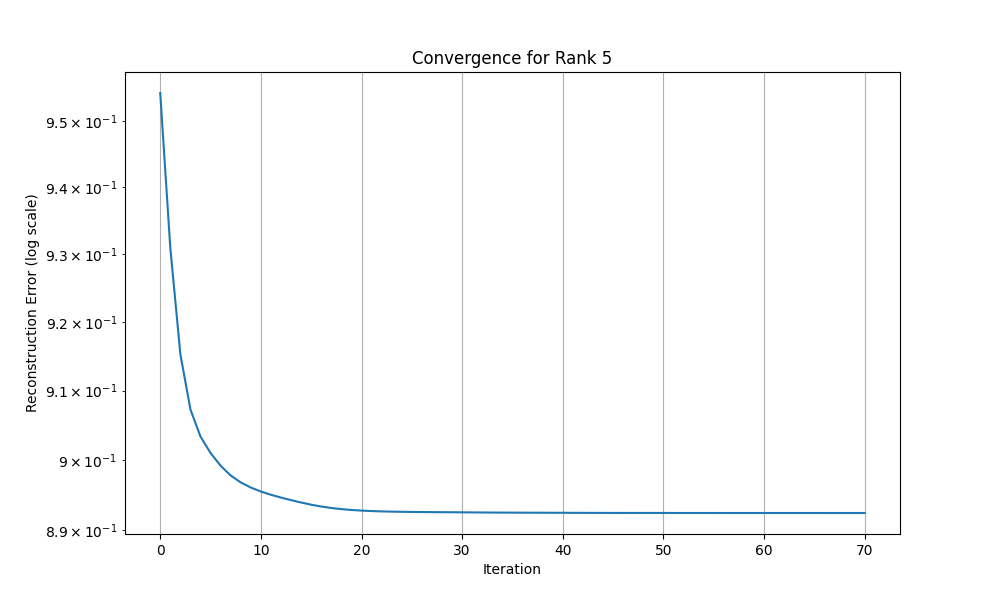 Convergence for Rank 5
Reconstruction Error (log scale)
9.5 × 10⁻¹
9.4 × 10⁻¹
9.3 × 10⁻¹
9.2 × 10⁻¹
9.1 × 10⁻¹
9 × 10⁻¹
8.9 × 10⁻¹
0 10 20 30 40 50 60 70
Iteration